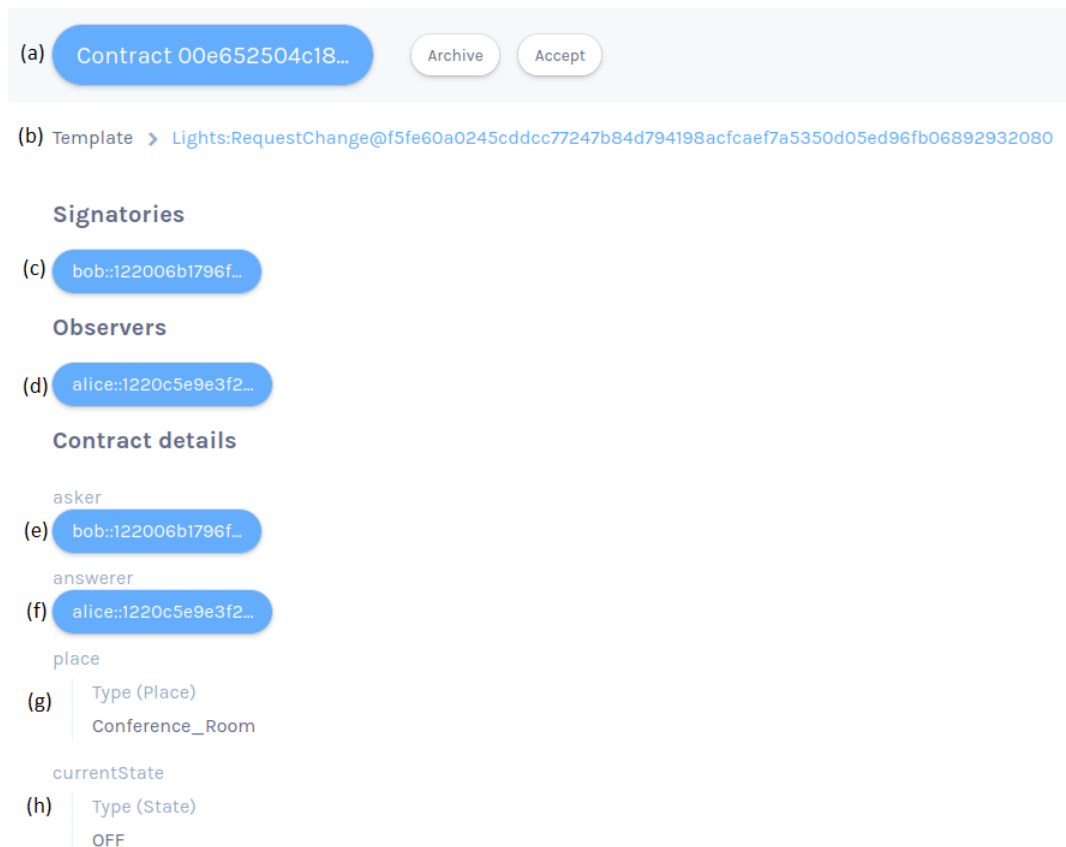 (a) Contract 00e652504c18... Archive Accept
(b) Template > Lights:RequestChange@f5fe60a0245cddcc77247b84d794198acfcaef7a5350d05ed96fb06892932080
Signatories
(c) bob::122006b1796f...
Observers
(d) alice::1220c5e9e3f2...
Contract details
asker
(e) bob::122006b1796f...
answerer
(f) alice::1220c5e9e3f2...
place
Type (Place)
(g)
Conference_Room
currentState
(h) Type (State)
OFF